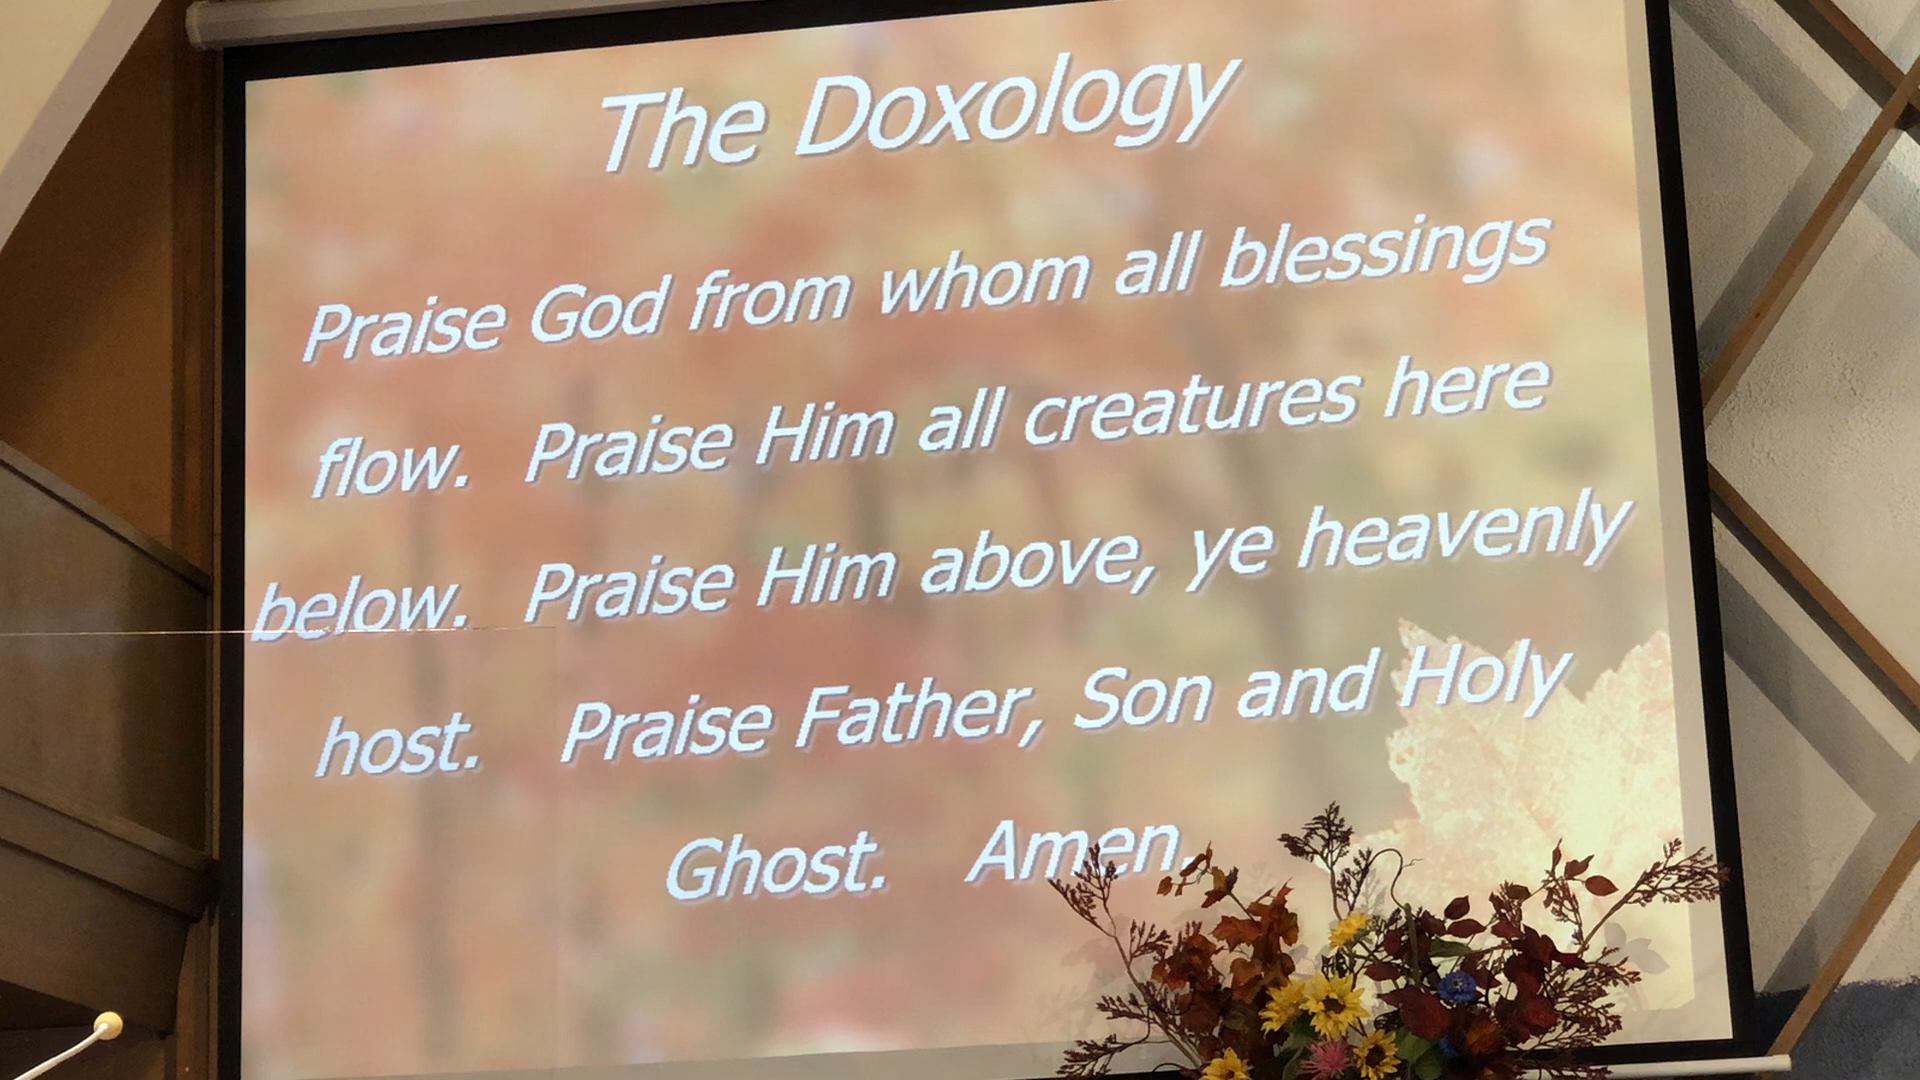 The Doxology
Praise God from whom all blessings
flow. Praise Him all creatures here
below. Praise Him above, ye heavenly
host. Praise Father, Son and Holy
Ghost. Amen.